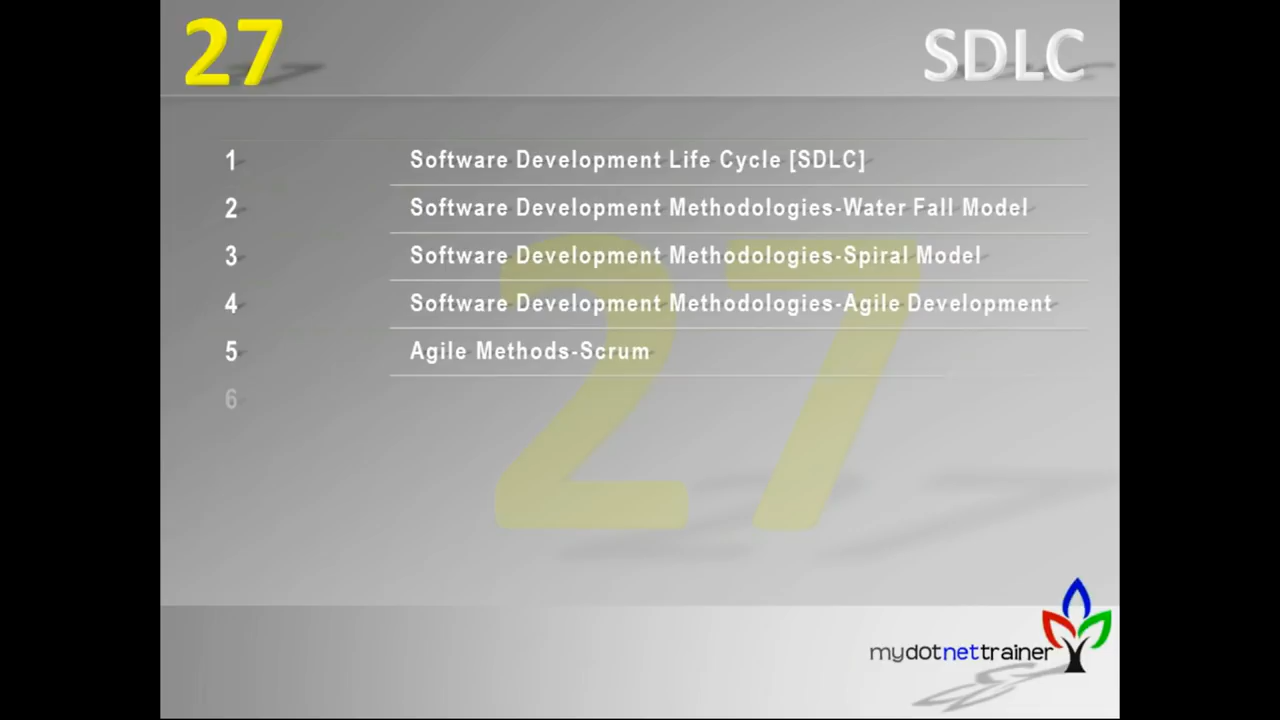 27 SDLC
1 Software Development Life Cycle [SDLC]
2 Software Development Methodologies-Water Fall Model
3 Software Development Methodologies-Spiral Model
4 Software Development Methodologies-Agile Development
5 Agile Methods-Scrum
6
27
mydotnettrainer